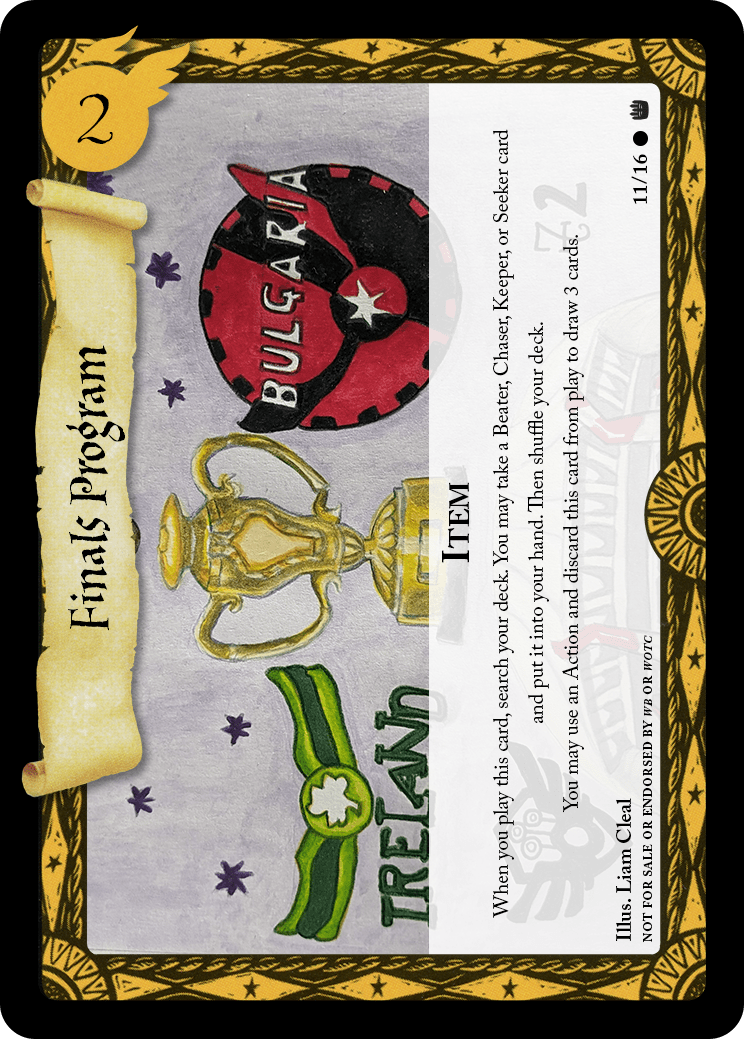 2
Finals Program
BULGARIA
IRELAND
ITEM
When you play this card, search your deck. You may take a Beater, Chaser, Keeper, or Seeker card
and put it into your hand. Then shuffle your deck.
You may use an Action and discard this card from play to draw 3 cards.
Illus. Liam Cleal
NOT FOR SALE OR ENDORSED BY WB OR WOTC
11/16